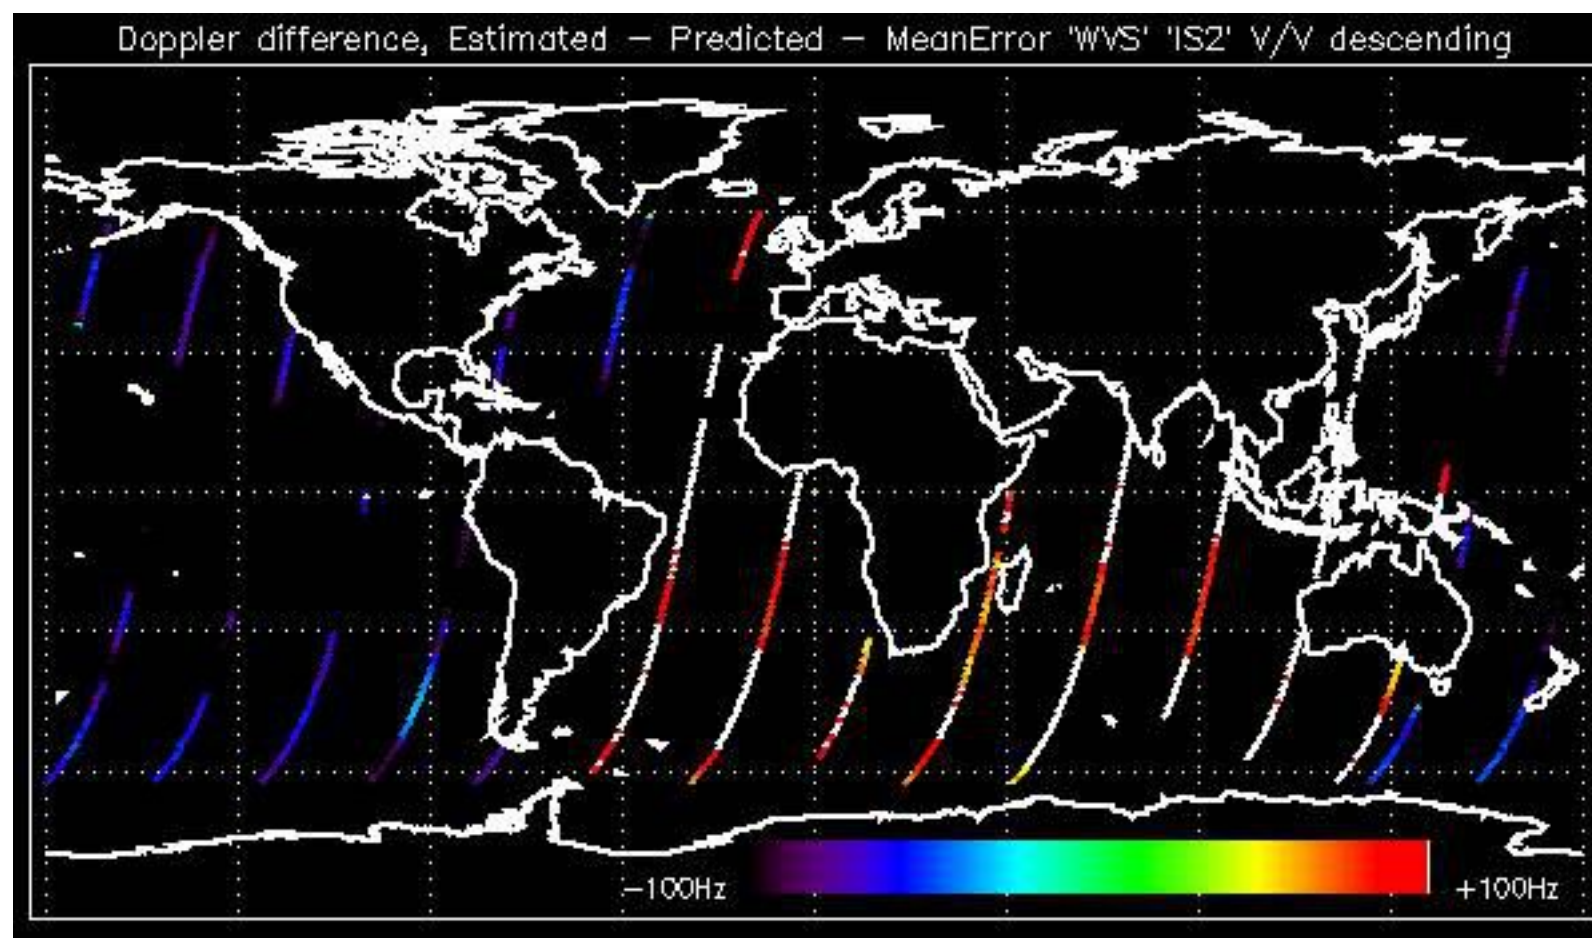 Doppler difference, Estimated − Predicted − MeanError 'WVS' 'IS2' V/V descending
−100Hz +100Hz